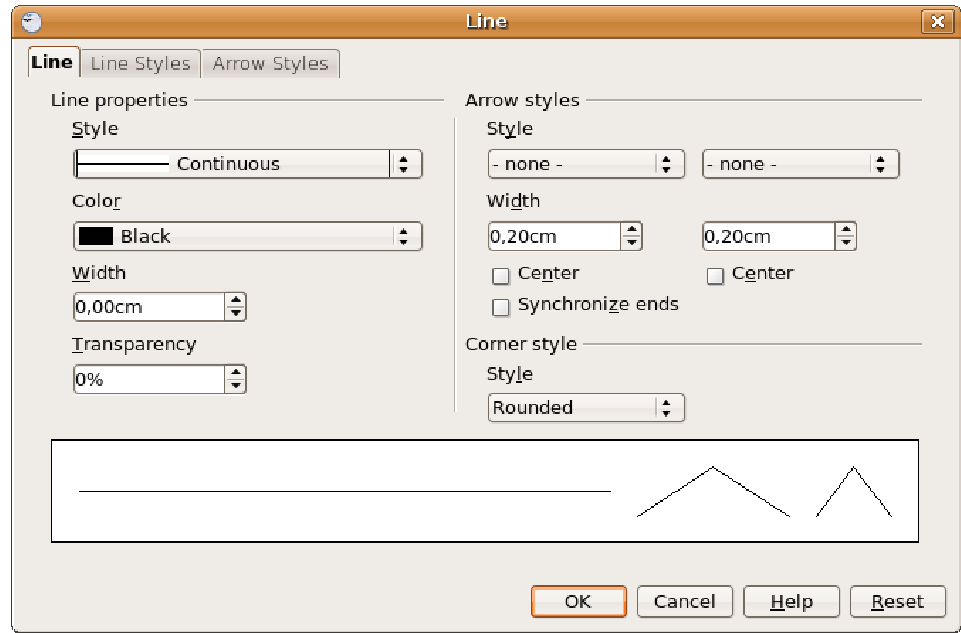 Line
Line
Line Styles
Arrow Styles
Line properties
Style
Continuous
Color
Black
Width
0,00cm
Transparency
0%
Arrow styles
Style
- none -
- none -
Width
0,20cm
0,20cm
Center
Center
Synchronize ends
Corner style
Style
Rounded
OK
Cancel
Help
Reset